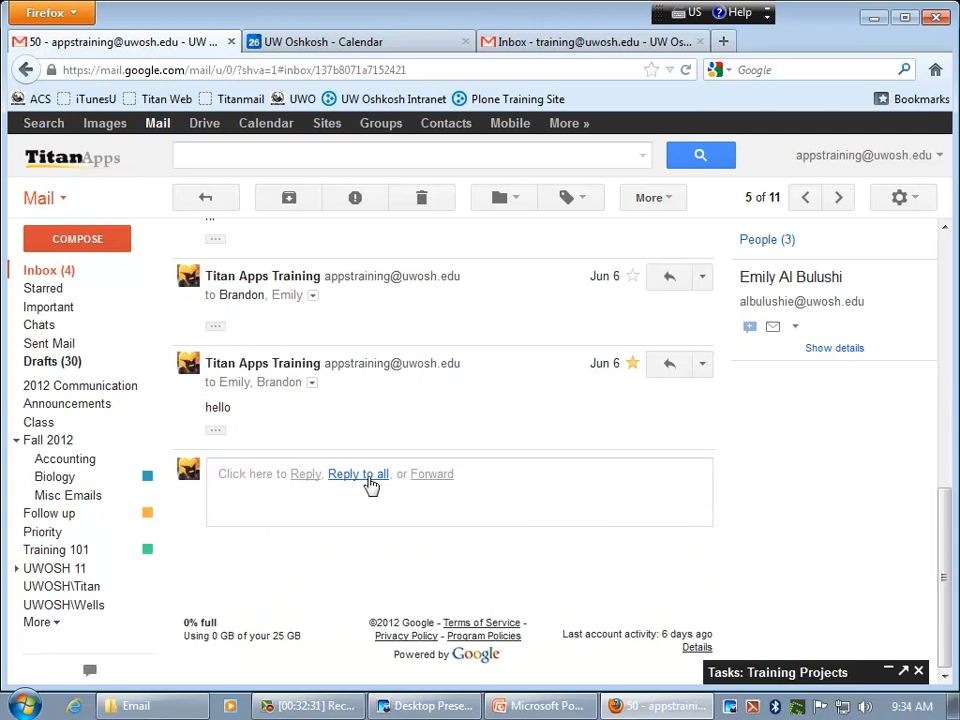 Firefox
US Help
50 - appstraining@uwosh.edu - UW ...
26 UW Oshkosh - Calendar
Inbox - training@uwosh.edu - UW Os...
https://mail.google.com/mail/u/0/?shva=1#inbox/137b8071a7152421
Google
ACS iTunesU Titan Web Titanmail UWO UW Oshkosh Intranet Plone Training Site Bookmarks
Search Images Mail Drive Calendar Sites Groups Contacts Mobile More »
TitanApps
appstraining@uwosh.edu
Mail
More
5 of 11
COMPOSE
Inbox (4)
Starred
Important
Chats
Sent Mail
Drafts (30)
2012 Communication
Announcements
Class
Fall 2012
Accounting
Biology
Misc Emails
Follow up
Priority
Training 101
UWOSH 11
UWOSH\Titan
UWOSH\Wells
More
Titan Apps Training appstraining@uwosh.edu Jun 6
to Brandon, Emily
Titan Apps Training appstraining@uwosh.edu Jun 6
to Emily, Brandon
hello
Click here to Reply, Reply to all, or Forward
People (3)
Emily Al Bulushi
albulushie@uwosh.edu
Show details
0% full
Using 0 GB of your 25 GB
©2012 Google - Terms of Service -
Privacy Policy - Program Policies
Powered by Google
Last account activity: 6 days ago
Details
Tasks: Training Projects
Email
[00:32:31] Rec...
Desktop Prese...
Microsoft Po...
50 - appstraini...
9:34 AM